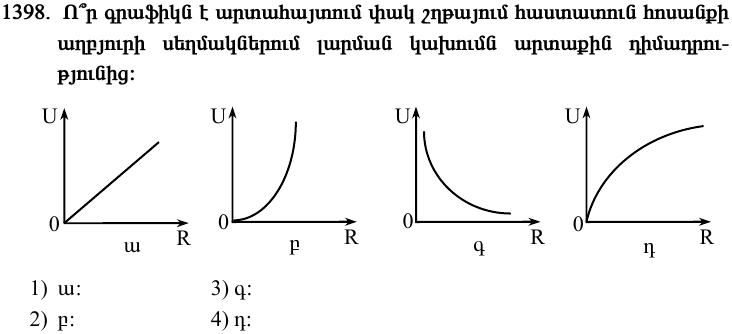 1398. Ո՞ր գրաֆիկն է արտահայտում փակ շղթայում հաստատուն հոսանքի
աղբյուրի սեղմակներում լարման կախումն արտաքին դիմադրու-
թյունից:
U U U U
0 R 0 R 0 R 0 R
ա բ գ դ
1) ա: 3) գ:
2) բ: 4) դ: